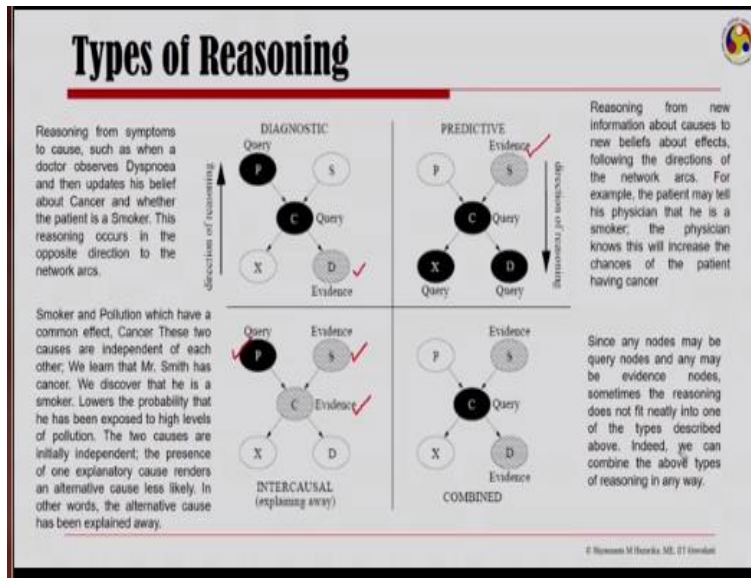 Types of Reasoning
Reasoning from symptoms
to cause, such as when a
doctor observes Dyspnoea
and then updates his belief
about Cancer and whether
the patient is a Smoker. This
reasoning occurs in the
opposite direction to the
network arcs.
DIAGNOSTIC
Query
P
S
direction of reasoning
C Query
X
D
Evidence
PREDICTIVE
Evidence
P
S
direction of reasoning
C Query
X
D
Query
Query
Reasoning from new
information about causes to
new beliefs about effects,
following the directions of
the network arcs. For
example, the patient may tell
his physician that he is a
smoker; the physician
knows this will increase the
chances of the patient
having cancer
Smoker and Pollution which have a
common effect, Cancer These two
causes are independent of each
other; We learn that Mr. Smith has
cancer. We discover that he is a
smoker. Lowers the probability that
he has been exposed to high levels
of pollution. The two causes are
initially independent; the presence
of one explanatory cause renders
an alternative cause less likely. In
other words, the alternative cause
has been explained away.
Query
Evidence
P
S
C Evidence
X
D
INTERCAUSAL
(explaining away)
Evidence
P
S
C Query
X
D
Evidence
COMBINED
Since any nodes may be
query nodes and any may
be evidence nodes,
sometimes the reasoning
does not fit neatly into one
of the types described
above. Indeed, we can
combine the above types
of reasoning in any way.
M Hazarika, ME, IIT Guwahati